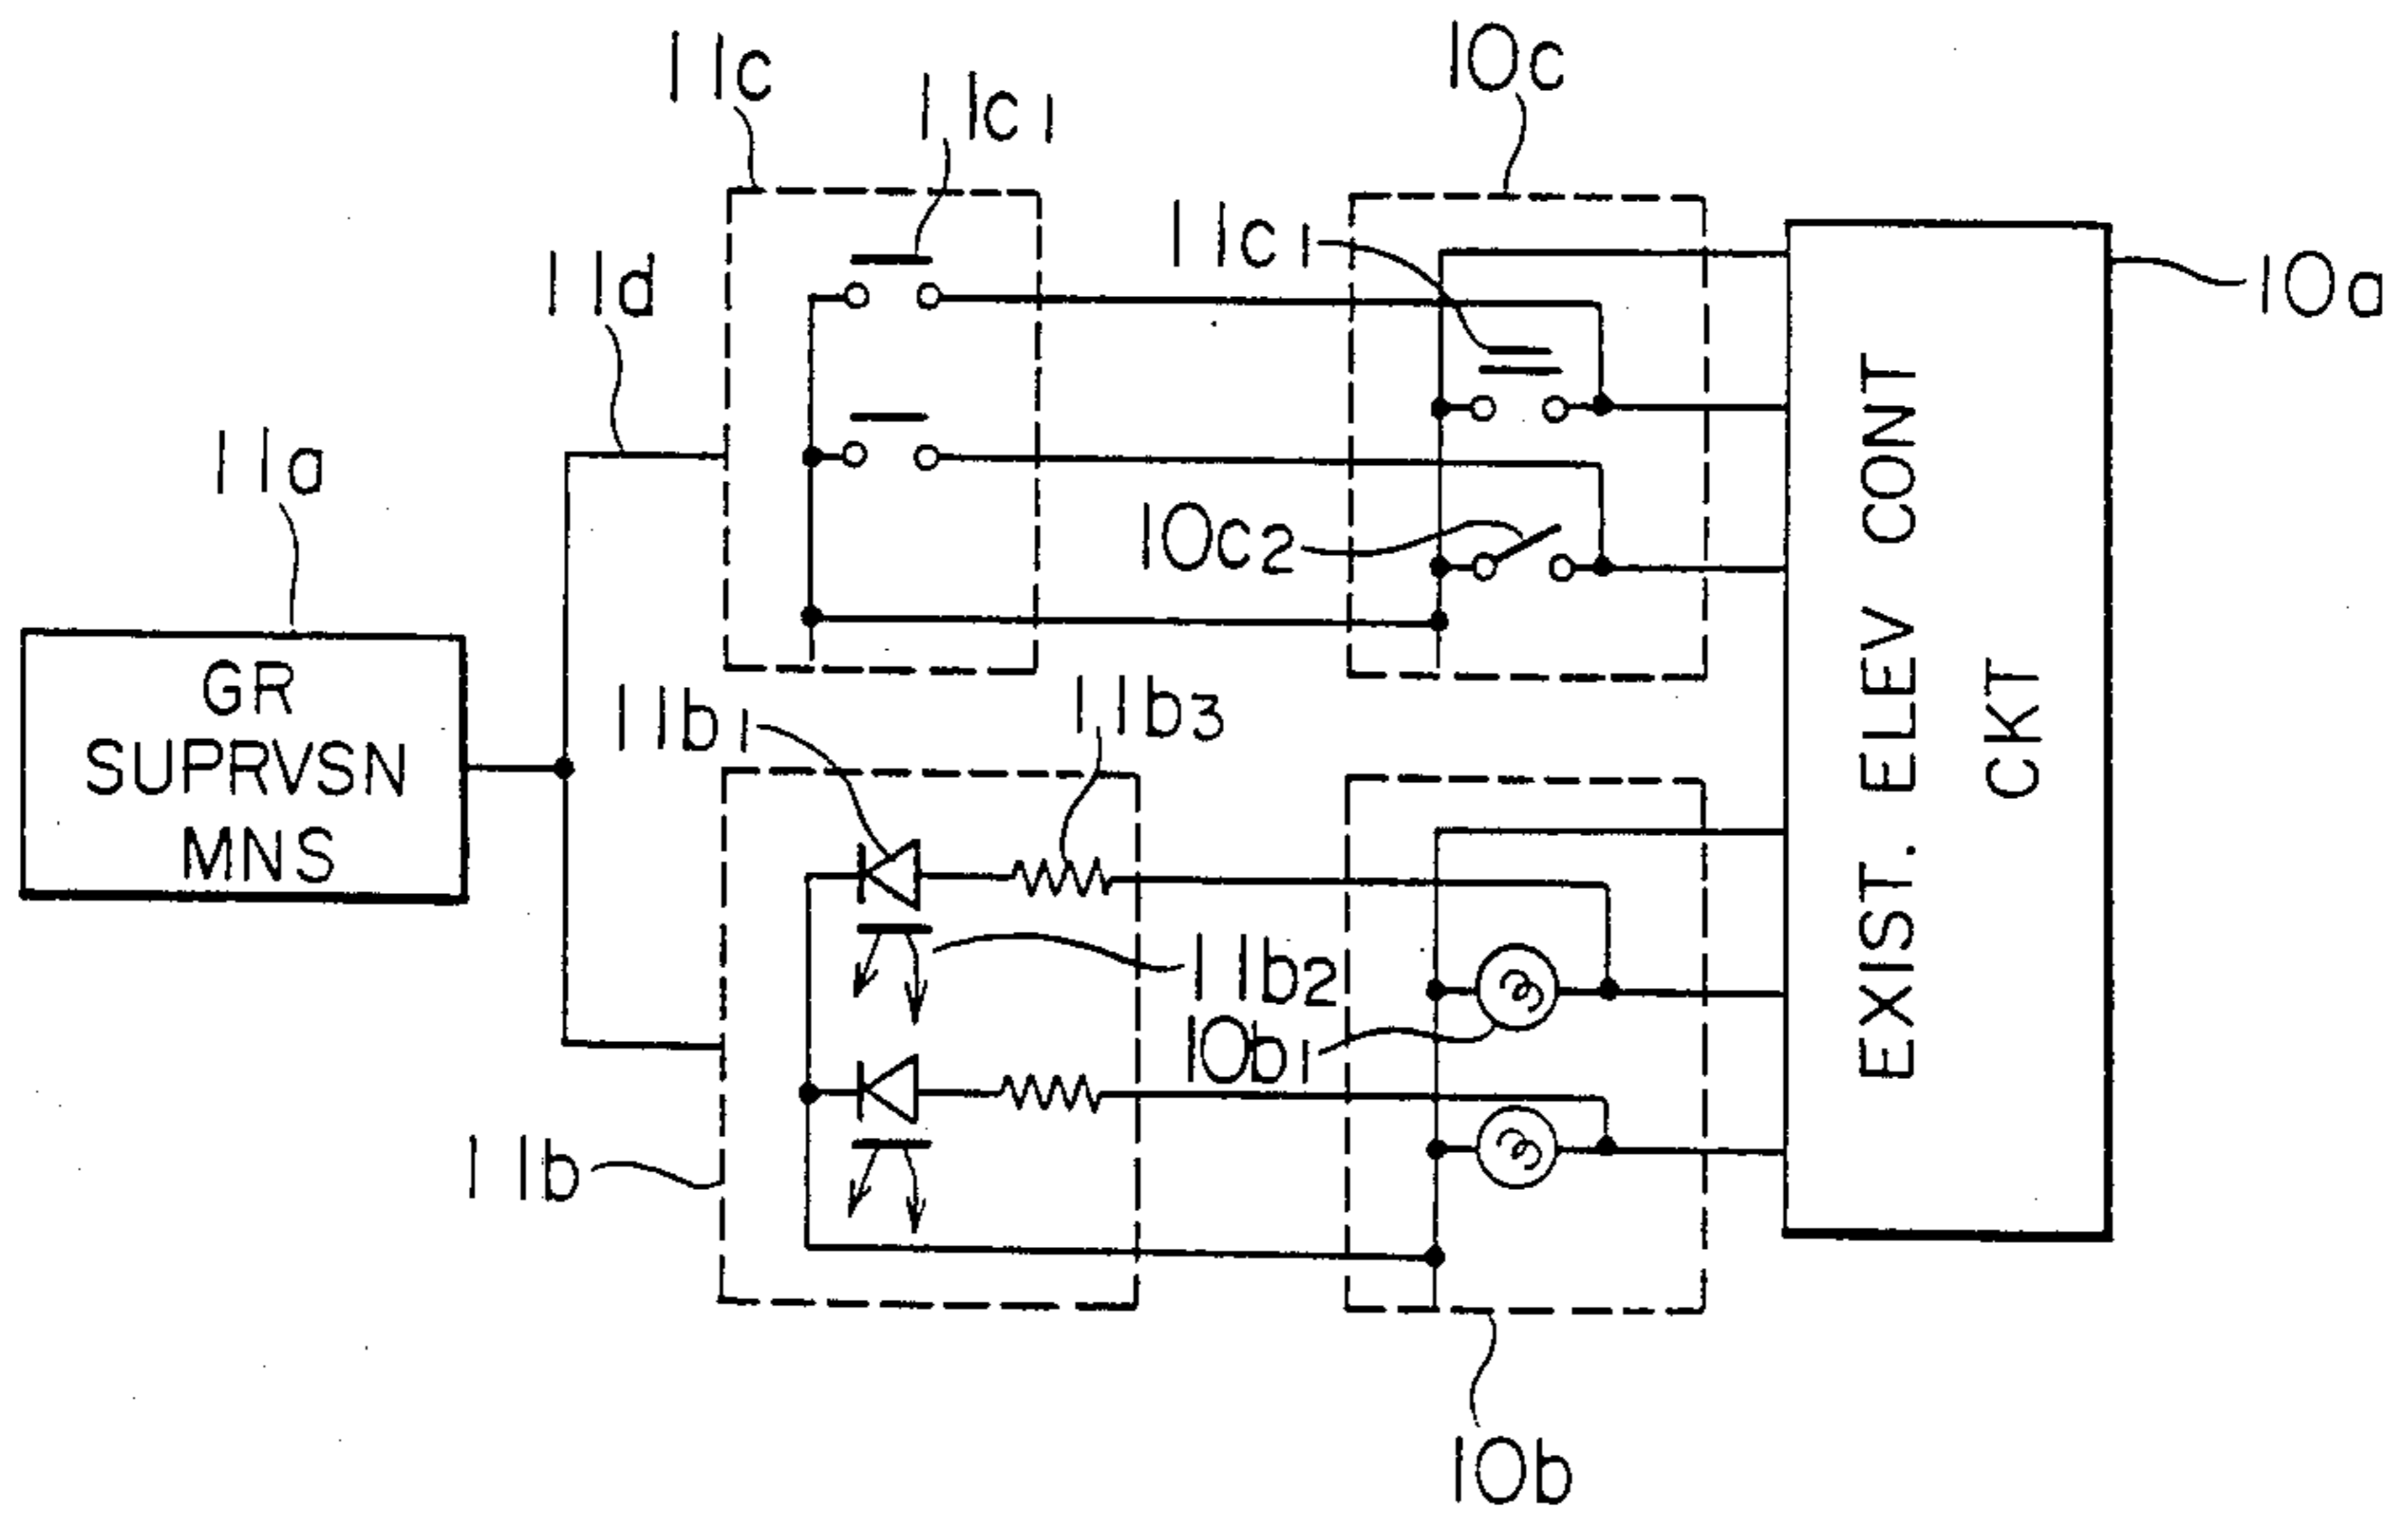 11c
11c1
10c
11c1
11d
10a
11a
10c2
GR
SUPRVSN
MNS
11b1
11b3
EXIST. ELEV CONT
CKT
11b2
10b1
11b
10b